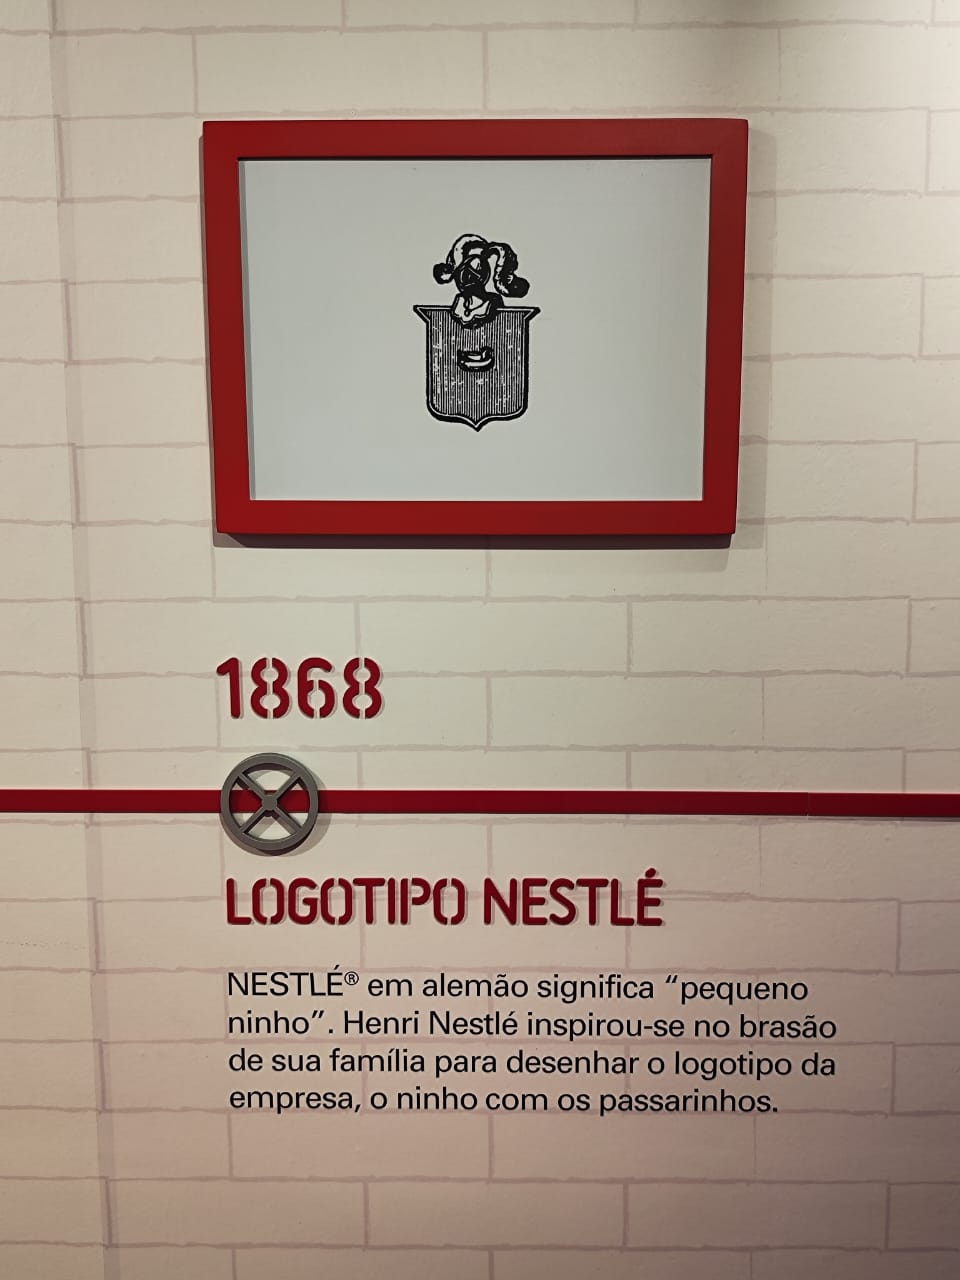 1868
LOGOTIPO NESTLÉ
NESTLÉ® em alemão significa “pequeno
ninho”. Henri Nestlé inspirou-se no brasão
de sua família para desenhar o logotipo da
empresa, o ninho com os passarinhos.